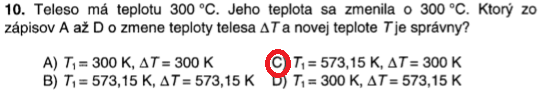 10. Teleso má teplotu 300 °C. Jeho teplota sa zmenila o 300 °C. Ktorý zo
zápisov A až D o zmene teploty telesa ΔT a novej teplote T je správny?
A) T₁ = 300 K, ΔT = 300 K C) T₁ = 573,15 K, ΔT = 300 K
B) T₁ = 573,15 K, ΔT = 573,15 K D) T₁ = 300 K, ΔT = 573,15 K